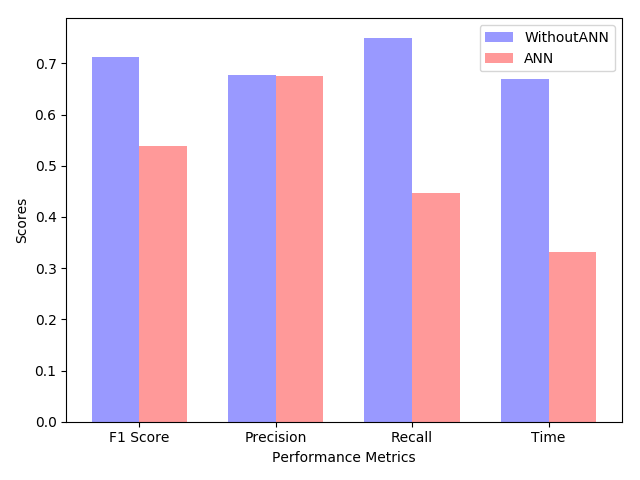 WithoutANN
ANN
Scores
0.7
0.6
0.5
0.4
0.3
0.2
0.1
0.0
F1 Score
Precision
Recall
Time
Performance Metrics